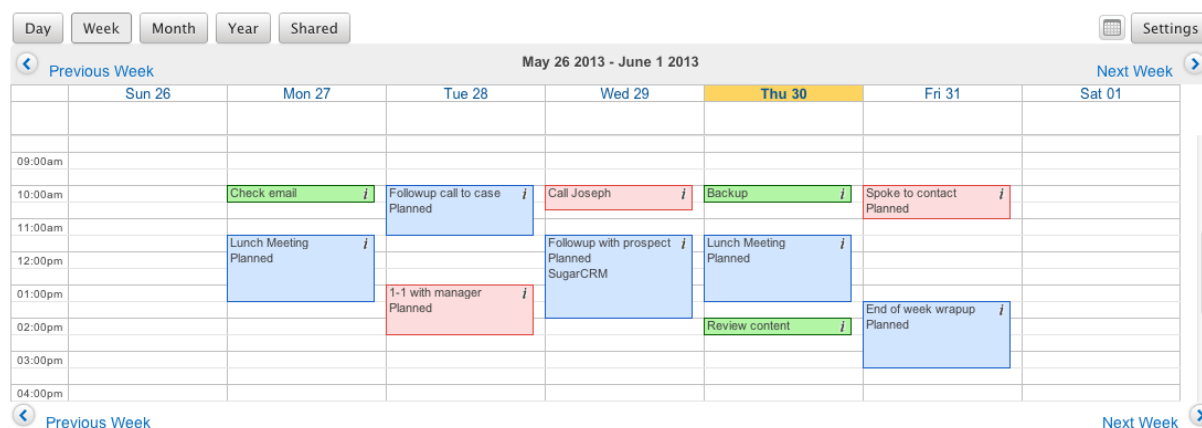 Day Week Month Year Shared Settings
Previous Week May 26 2013 - June 1 2013 Next Week
Sun 26 Mon 27 Tue 28 Wed 29 Thu 30 Fri 31 Sat 01
09:00am
10:00am Check email i Followup call to case i Call Joseph i Backup i Spoke to contact i
Planned Planned
11:00am
Lunch Meeting i Followup with prospect i Lunch Meeting i
12:00pm Planned Planned Planned
SugarCRM
01:00pm 1-1 with manager i
Planned End of week wrapup i
02:00pm Review content i Planned
03:00pm
04:00pm
Previous Week Next Week